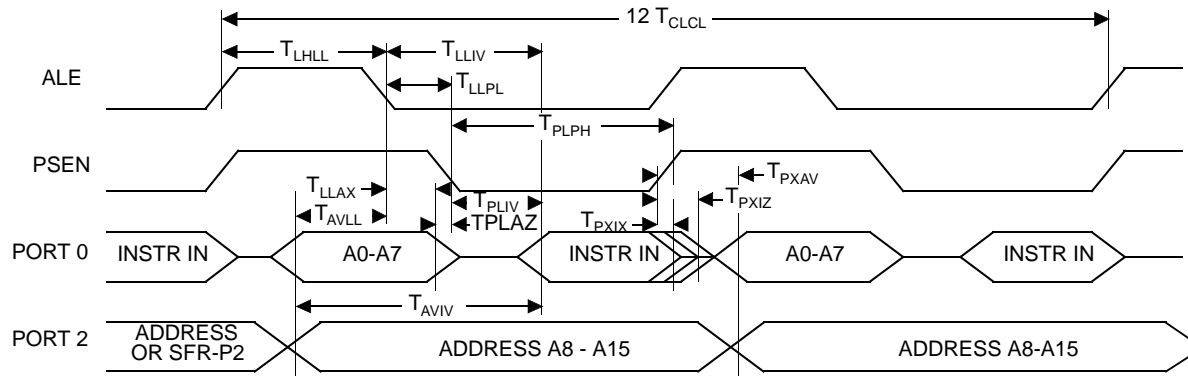 12 TCLCL
TLHLL
TLLIV
ALE
TLLPL
TPLPH
PSEN
TPXAV
TLLAX
TPLIV
TPXIZ
TAVLL
TPLAZ
TPXIX
PORT 0
INSTR IN
A0-A7
INSTR IN
A0-A7
INSTR IN
TAVIV
PORT 2
ADDRESS
OR SFR-P2
ADDRESS A8 - A15
ADDRESS A8-A15